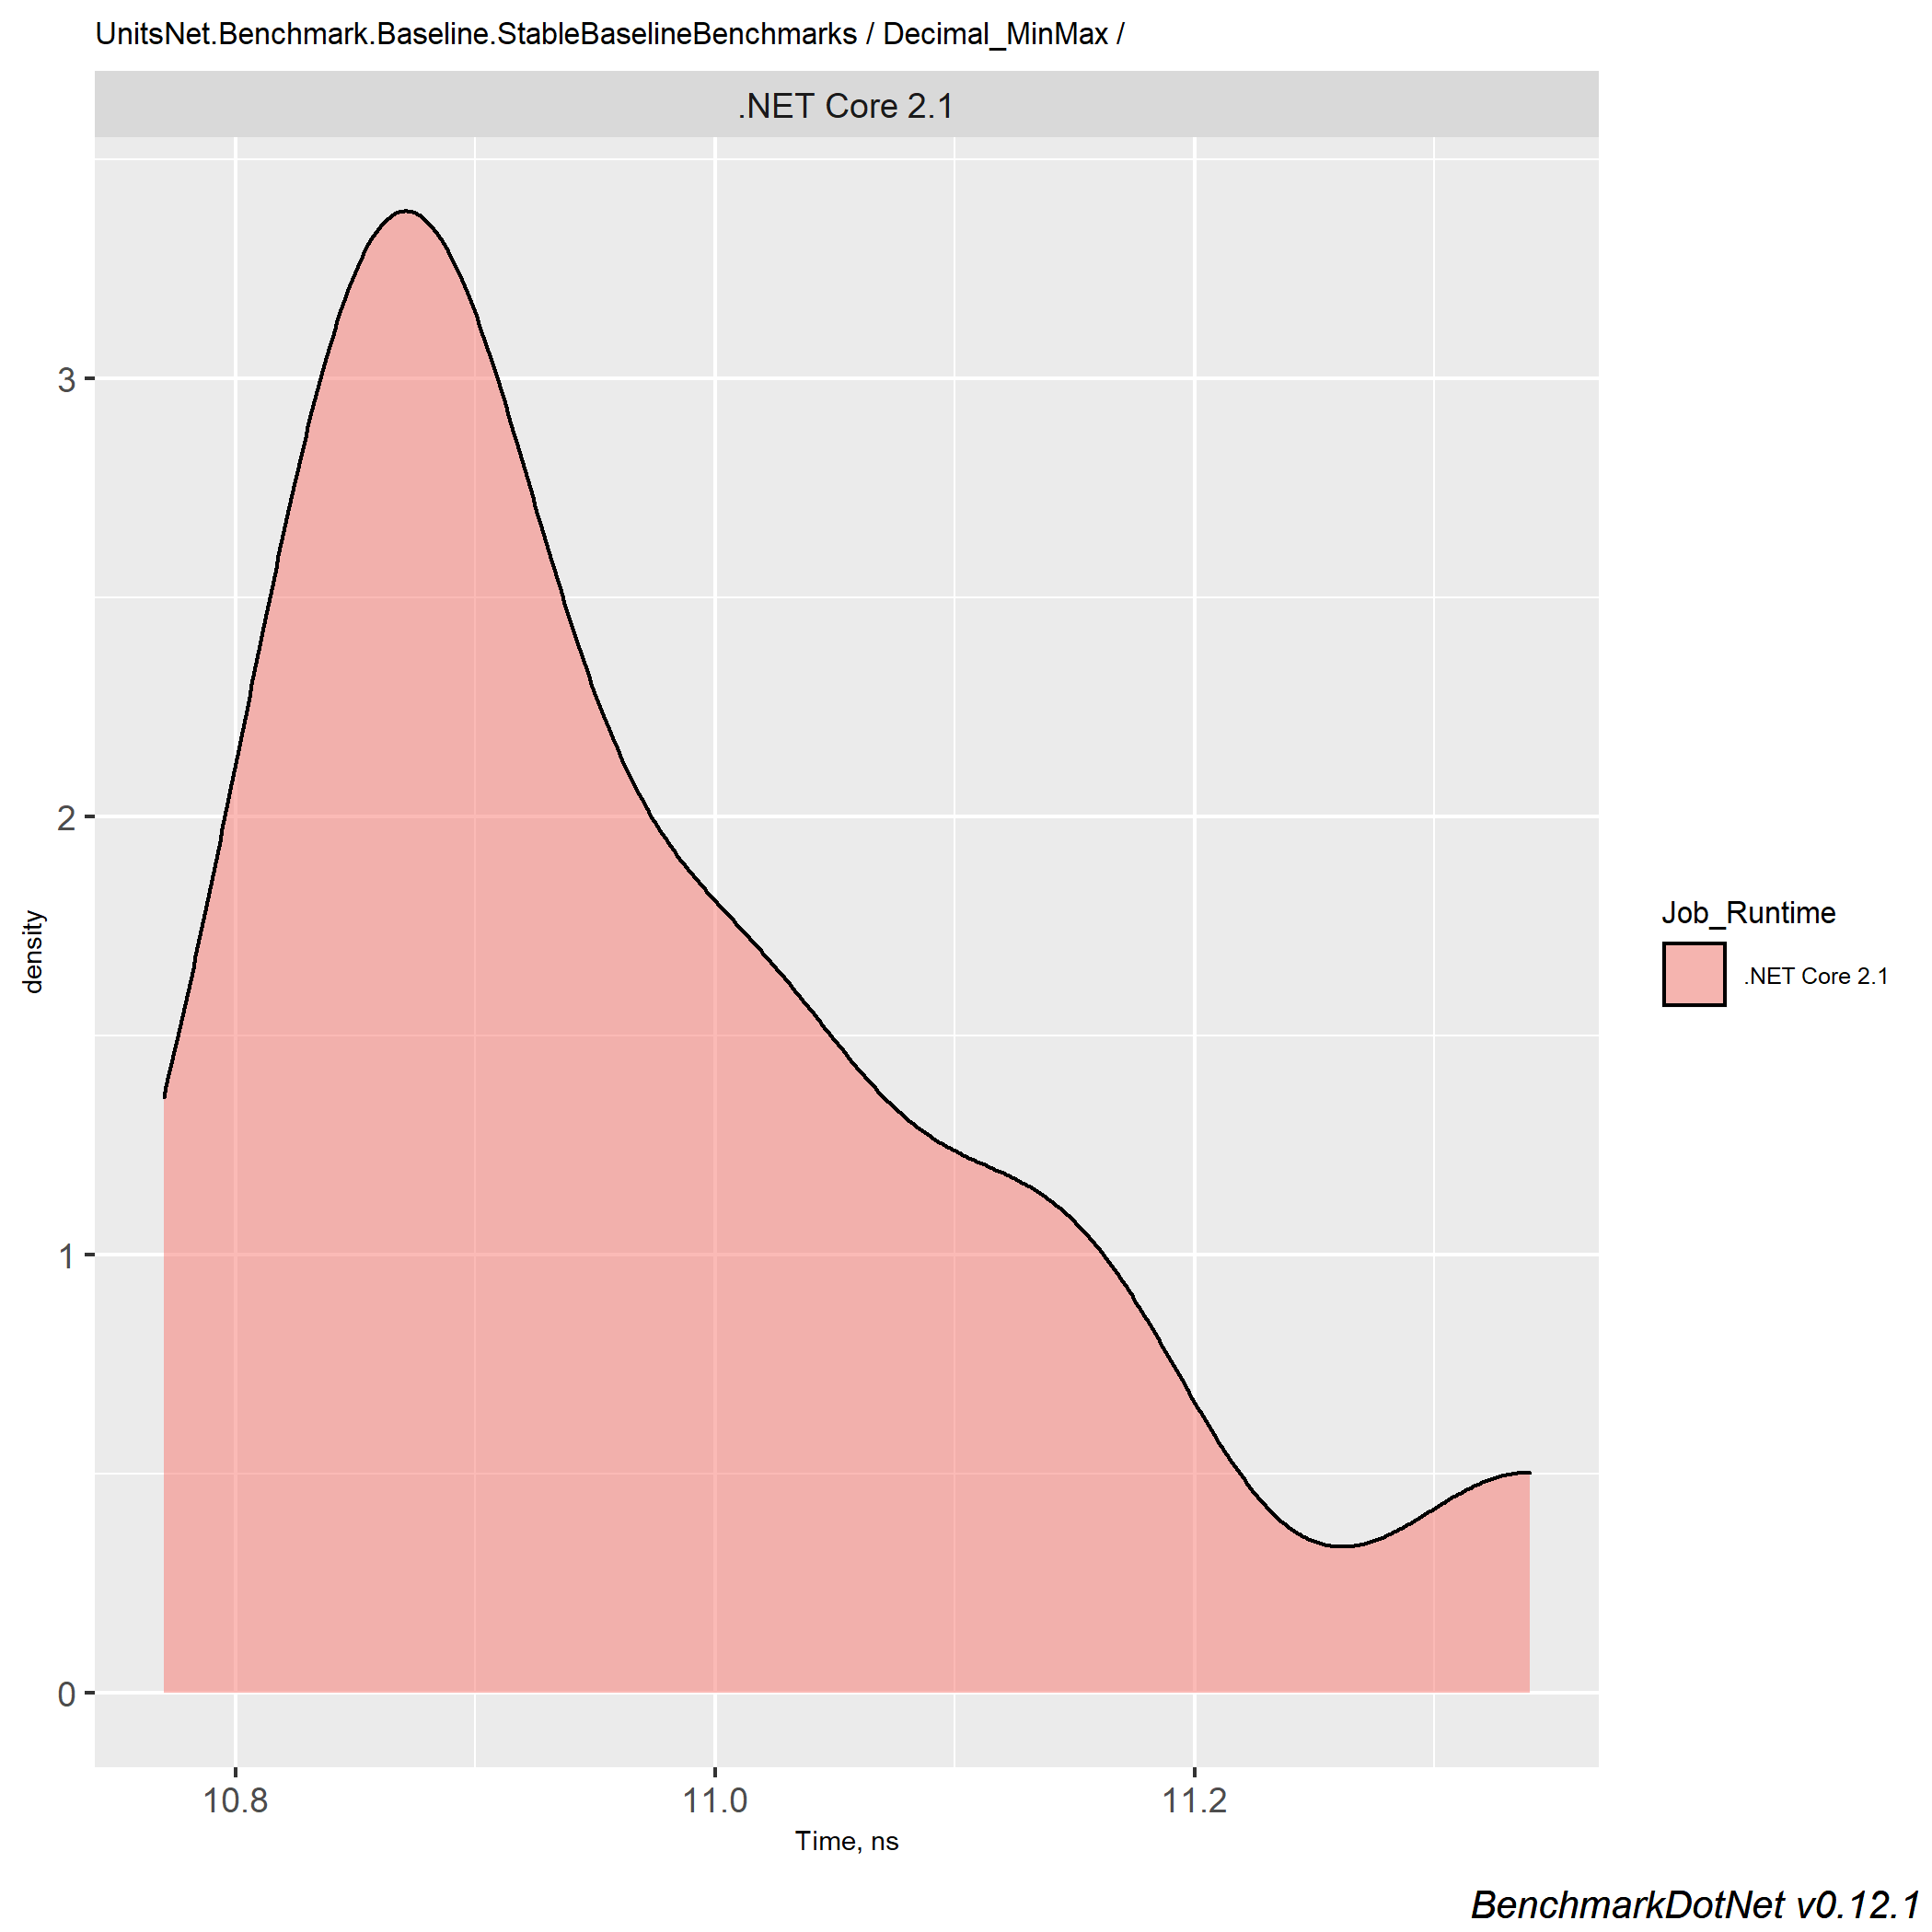 UnitsNet.Benchmark.Baseline.StableBaselineBenchmarks / Decimal_MinMax /
.NET Core 2.1
3
2
1
0
density
10.8 11.0 11.2
Time, ns
Job_Runtime
.NET Core 2.1
BenchmarkDotNet v0.12.1